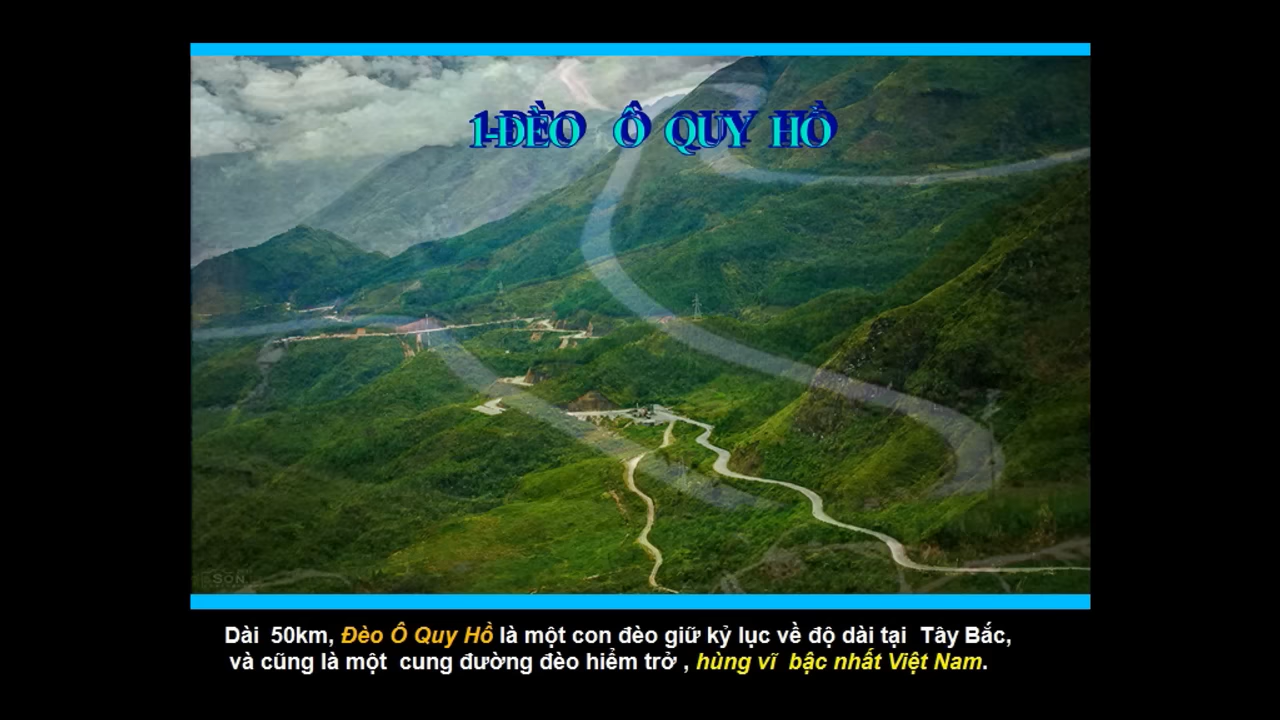 1-ĐÈO Ô QUY HỒ
SƠN
Dài 50km, Đèo Ô Quy Hồ là một con đèo giữ kỷ lục về độ dài tại Tây Bắc,
và cũng là một cung đường đèo hiểm trở , hùng vĩ bậc nhất Việt Nam.